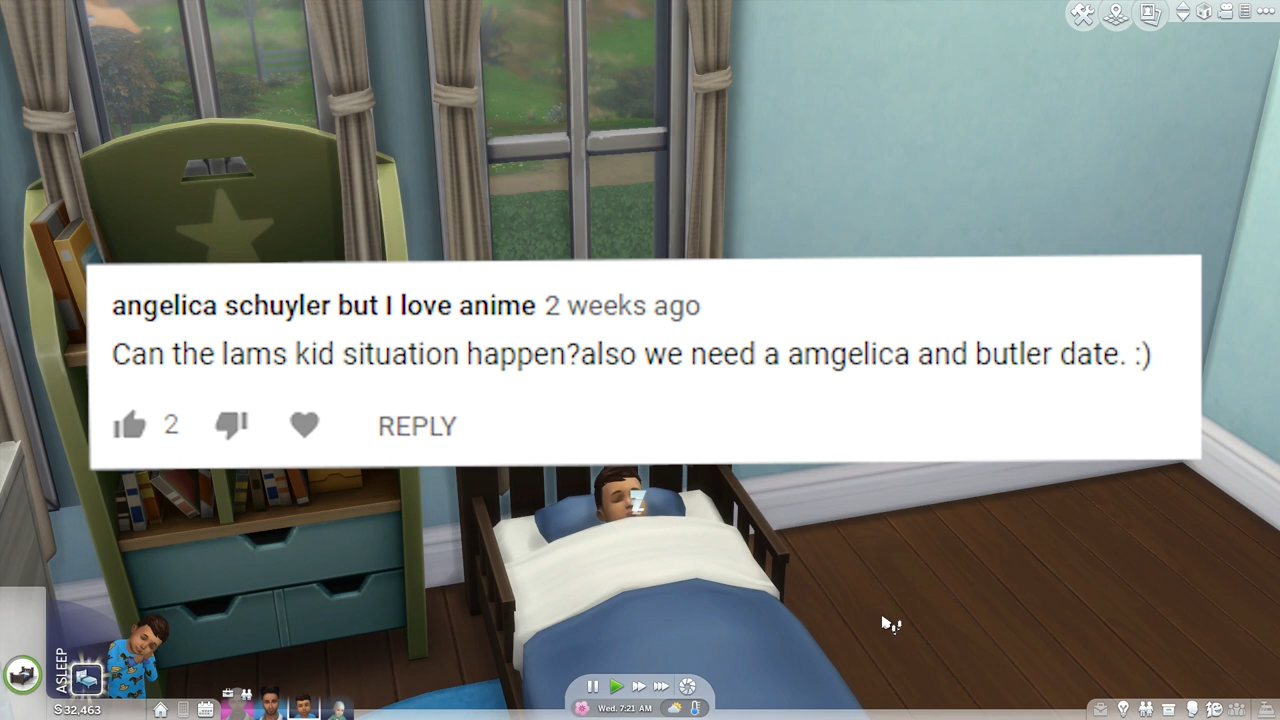 angelica schuyler but I love anime 2 weeks ago
Can the lams kid situation happen?also we need a amgelica and butler date. :)
2 REPLY
Z
ASLEEP
§32,463
Wed. 7:21 AM